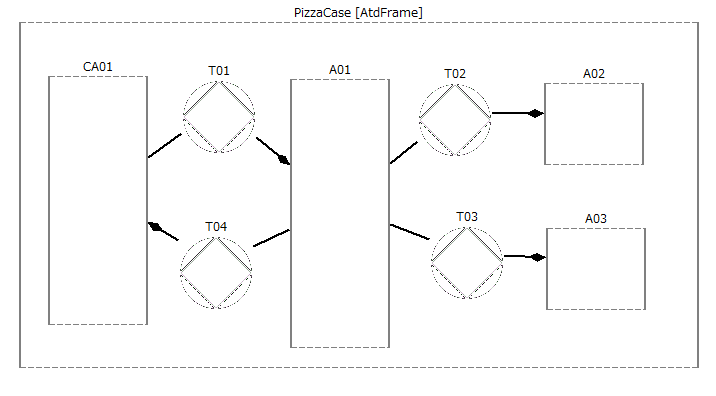 PizzaCase [AtdFrame]
CA01
T01
A01
T02
A02
T04
T03
A03